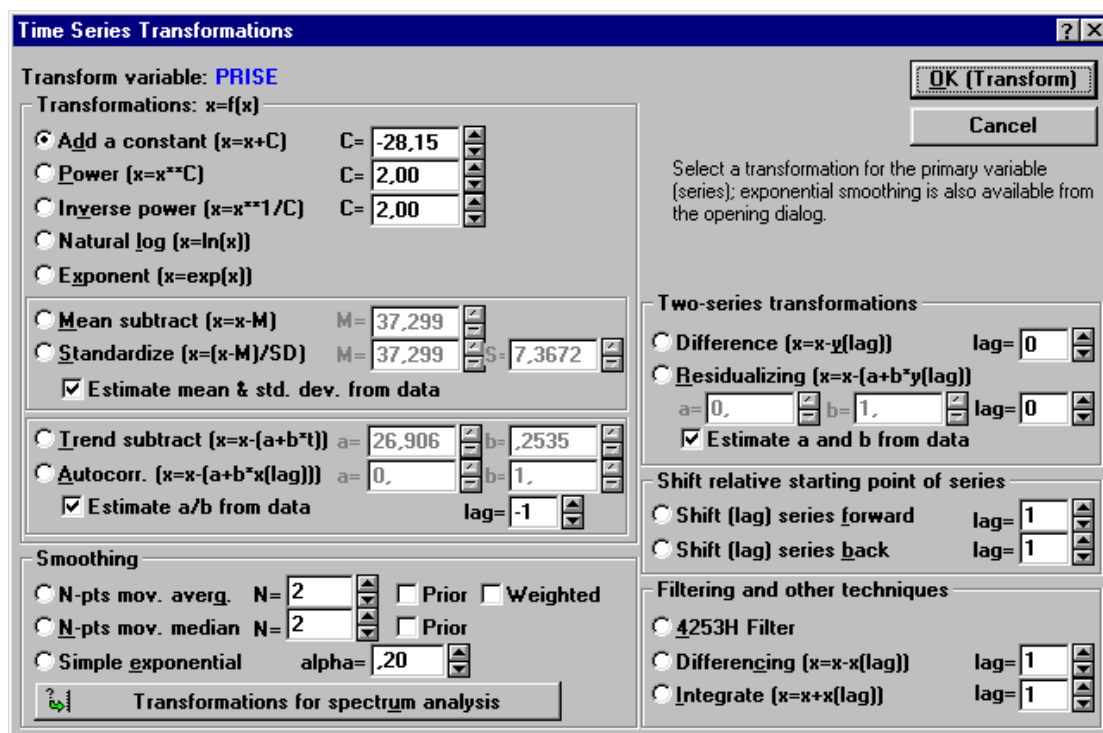 Time Series Transformations
Transform variable: PRISE
OK (Transform)
Cancel
Select a transformation for the primary variable
(series); exponential smoothing is also available from
the opening dialog.
Transformations: x=f(x)
Add a constant (x=x+C) C= -28,15
Power (x=x**C) C= 2,00
Inverse power (x=x**1/C) C= 2,00
Natural log (x=ln(x))
Exponent (x=exp(x))
Mean subtract (x=x-M) M= 37,299
Standardize (x=(x-M)/SD) M= 37,299 S= 7,3672
Estimate mean & std. dev. from data
Trend subtract (x=x-(a+b*t)) a= 26,906 b= ,2535
Autocorr. (x=x-(a+b*x(lag))) a= 0, b= 1,
Estimate a/b from data lag= -1
Smoothing
N-pts mov. averg. N= 2 Prior Weighted
N-pts mov. median N= 2 Prior
Simple exponential alpha= ,20
Transformations for spectrum analysis
Two-series transformations
Difference (x=x-y(lag)) lag= 0
Residualizing (x=x-(a+b*y(lag))
a= 0, b= 1, lag= 0
Estimate a and b from data
Shift relative starting point of series
Shift (lag) series forward lag= 1
Shift (lag) series back lag= 1
Filtering and other techniques
4253H Filter
Differencing (x=x-x(lag)) lag= 1
Integrate (x=x+x(lag)) lag= 1